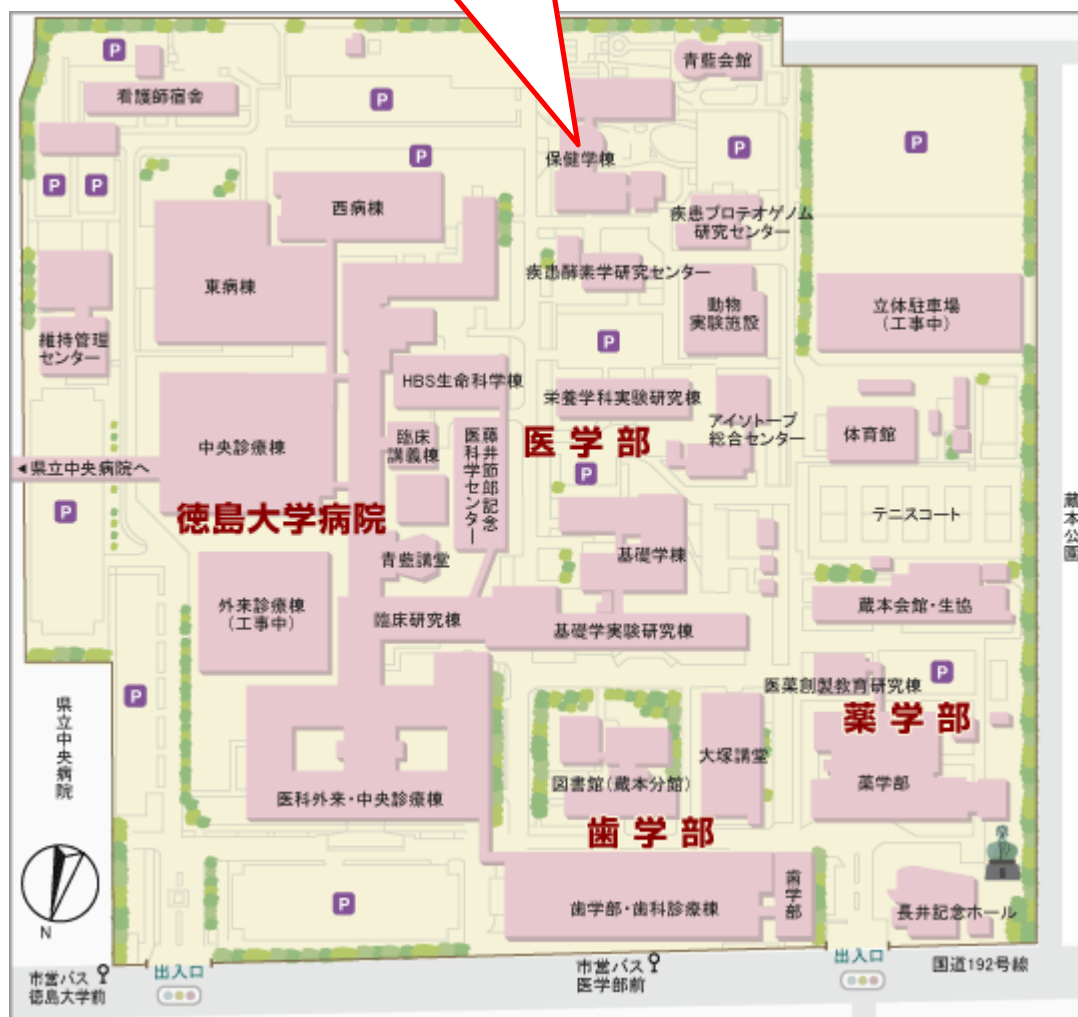 青藍会館
P
看護師宿舎
P
P
P
P
保健学棟
P
P
西病棟
疾患プロテオゲノム
研究センター
疾患酵素学研究センター
東病棟
動物
実験施設
立体駐車場
(工事中)
維持管理
センター
P
HBS生命科学棟
栄養学科実験研究棟
アイソトープ
総合センター
体育館
臨床
講義棟
藤井節郎記念
医科学センター
医学部
中央診療棟
◀県立中央病院へ
P
P
徳島大学病院
テニスコート
蔵本公園
青藍講堂
基礎学棟
外来診療棟
(工事中)
臨床研究棟
基礎学実験研究棟
蔵本会館・生協
P
医薬創製教育研究棟
P
県立中央病院
薬学部
大塚講堂
図書館(蔵本分館)
薬学部
医科外来・中央診療棟
歯学部
N
P
歯学部・歯科診療棟
歯学部
長井記念ホール
市営バス
徳島大学前
出入口
市営バス
医学部前
出入口
国道192号線